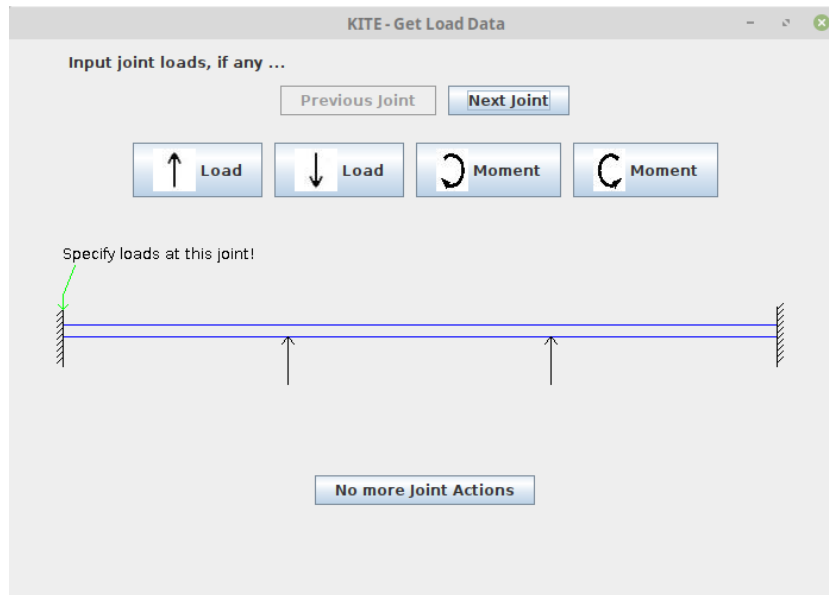 KITE - Get Load Data
Input joint loads, if any ...
Previous Joint Next Joint
Load Load Moment Moment
Specify loads at this joint!
No more Joint Actions